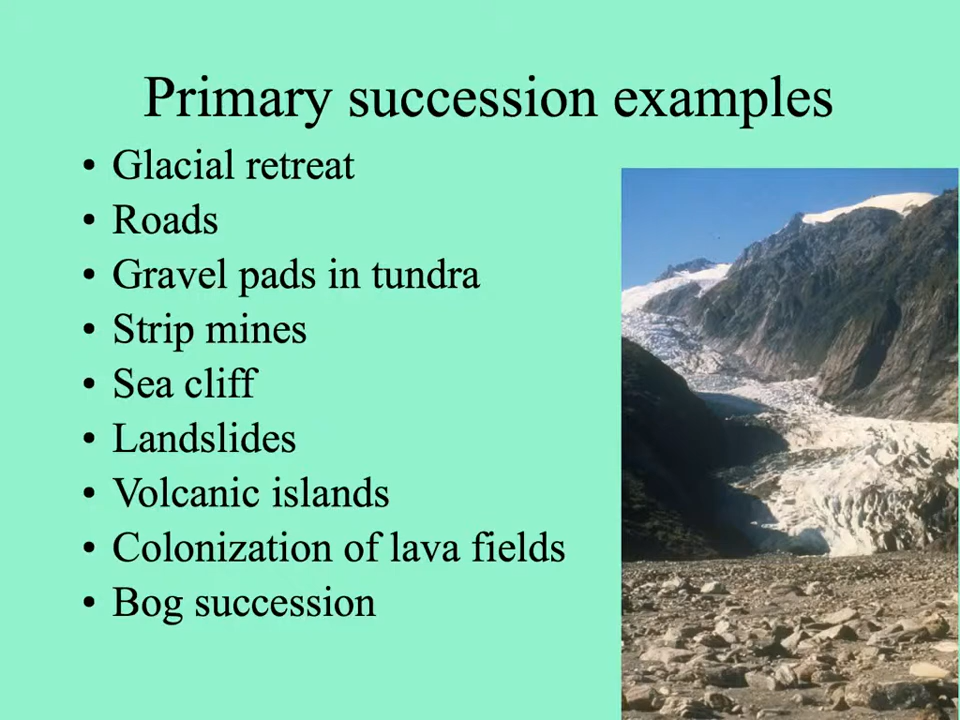 Primary succession examples
• Glacial retreat
• Roads
• Gravel pads in tundra
• Strip mines
• Sea cliff
• Landslides
• Volcanic islands
• Colonization of lava fields
• Bog succession